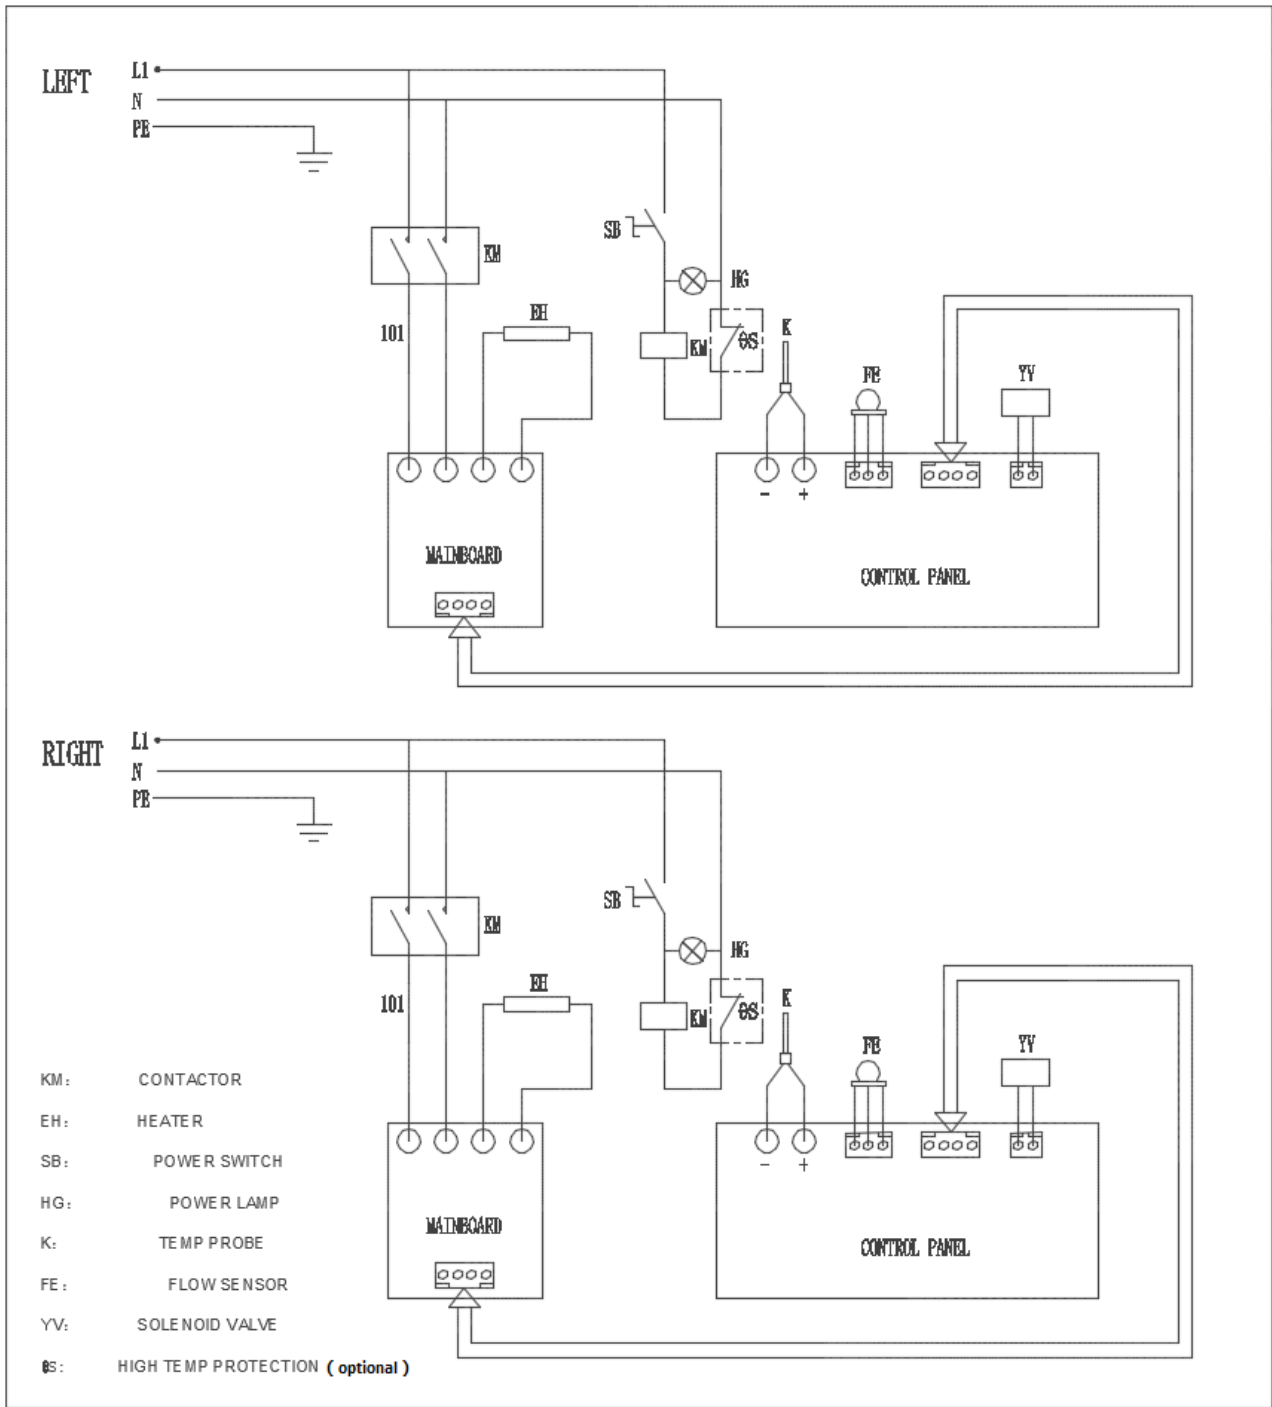 LEFT
L1
N
PE
SB
KM
HG
EH
101
KM
θS
K
FE
YV
-
+
MAINBOARD
CONTROL PANEL
RIGHT
L1
N
PE
SB
KM
HG
EH
101
KM
θS
K
FE
YV
-
+
MAINBOARD
CONTROL PANEL
KM: CONTACTOR
EH: HEATER
SB: POWER SWITCH
HG: POWER LAMP
K: TEMP PROBE
FE: FLOW SENSOR
YV: SOLENOID VALVE
θS: HIGH TEMP PROTECTION ( optional )